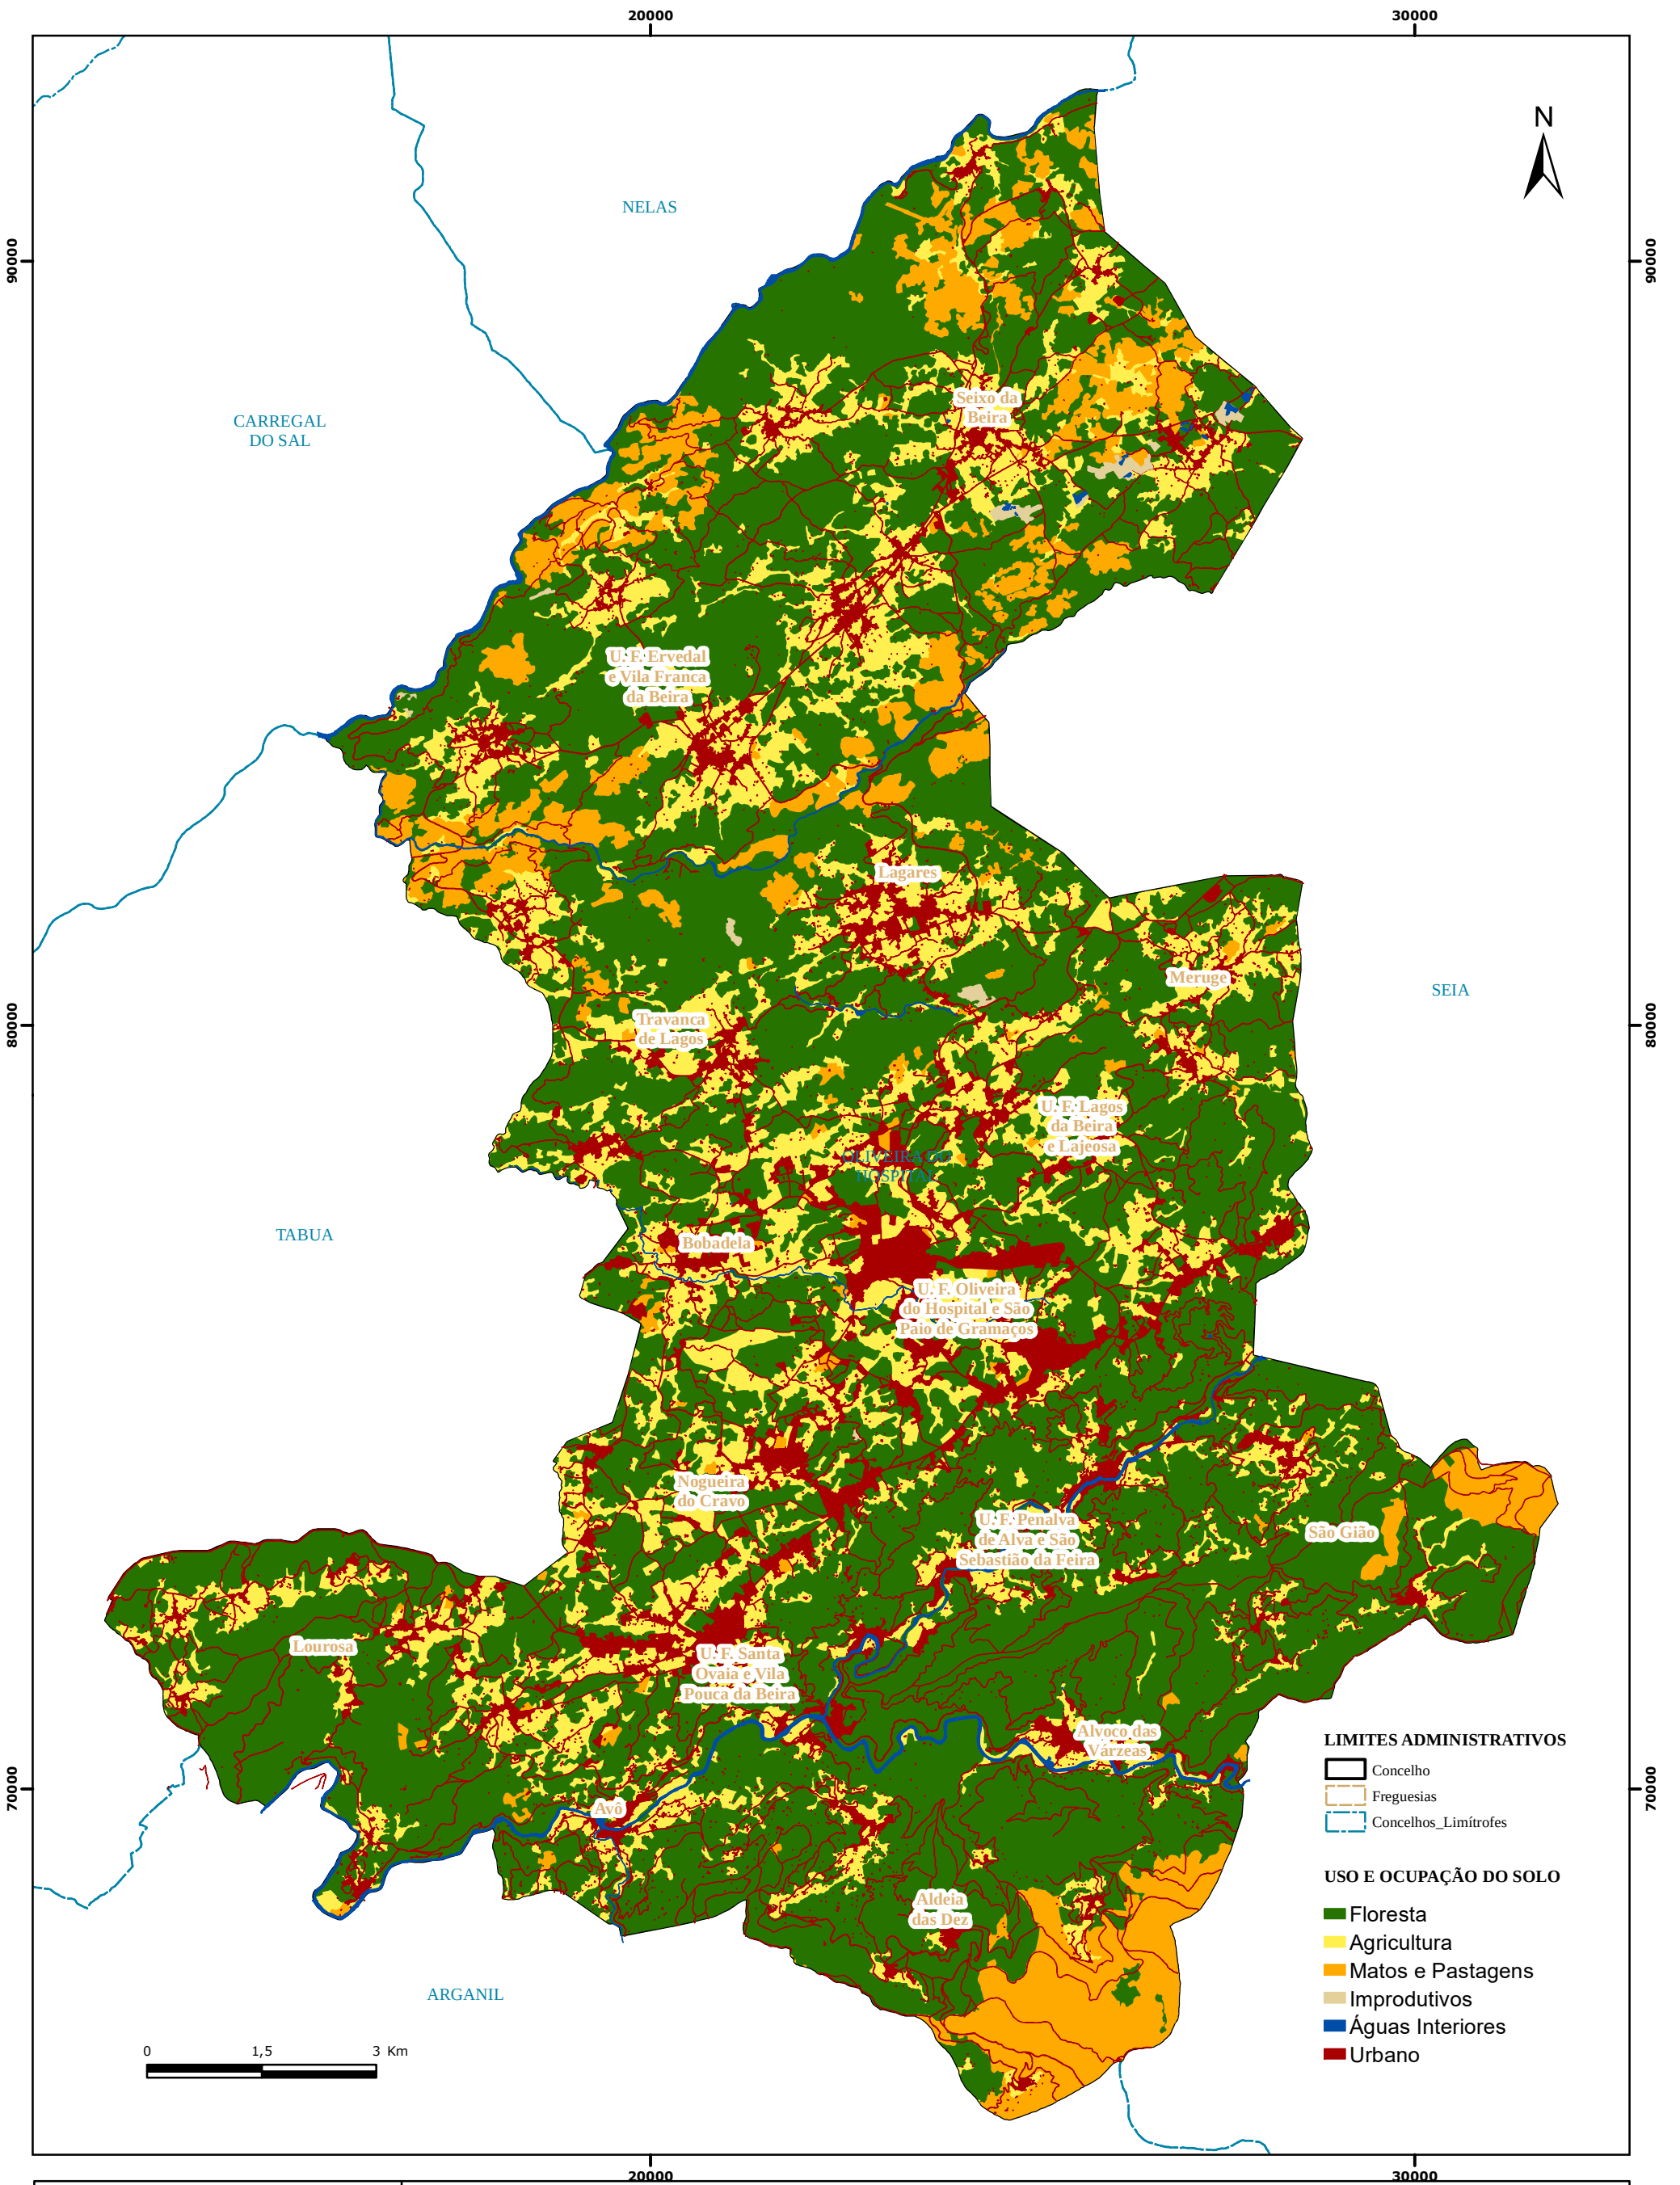 20000
30000
N
NELAS
90000
90000
CARREGAL
DO SAL
Seixo da
Beira
U. F. Ervedal
e Vila Franca
da Beira
Lagares
Meruge
SEIA
80000
80000
Travanca
de Lagos
U. F. Lagos
da Beira
e Lajeosa
OLIVEIRA DO
HOSPITAL
TABUA
Bobadela
U. F. Oliveira
do Hospital e São
Paio de Gramaços
Nogueira
do Cravo
U. F. Penalva
de Alva e São
Sebastião da Feira
São Gião
Lourosa
U. F. Santa
Ovaia e Vila
Pouca da Beira
Alvoco das
Várzeas
70000
70000
Avô
Aldeia
das Dez
ARGANIL
LIMITES ADMINISTRATIVOS
Concelho
Freguesias
Concelhos_Limítrofes
USO E OCUPAÇÃO DO SOLO
Floresta
Agricultura
Matos e Pastagens
Improdutivos
Águas Interiores
Urbano
0 1,5 3 Km
20000
30000